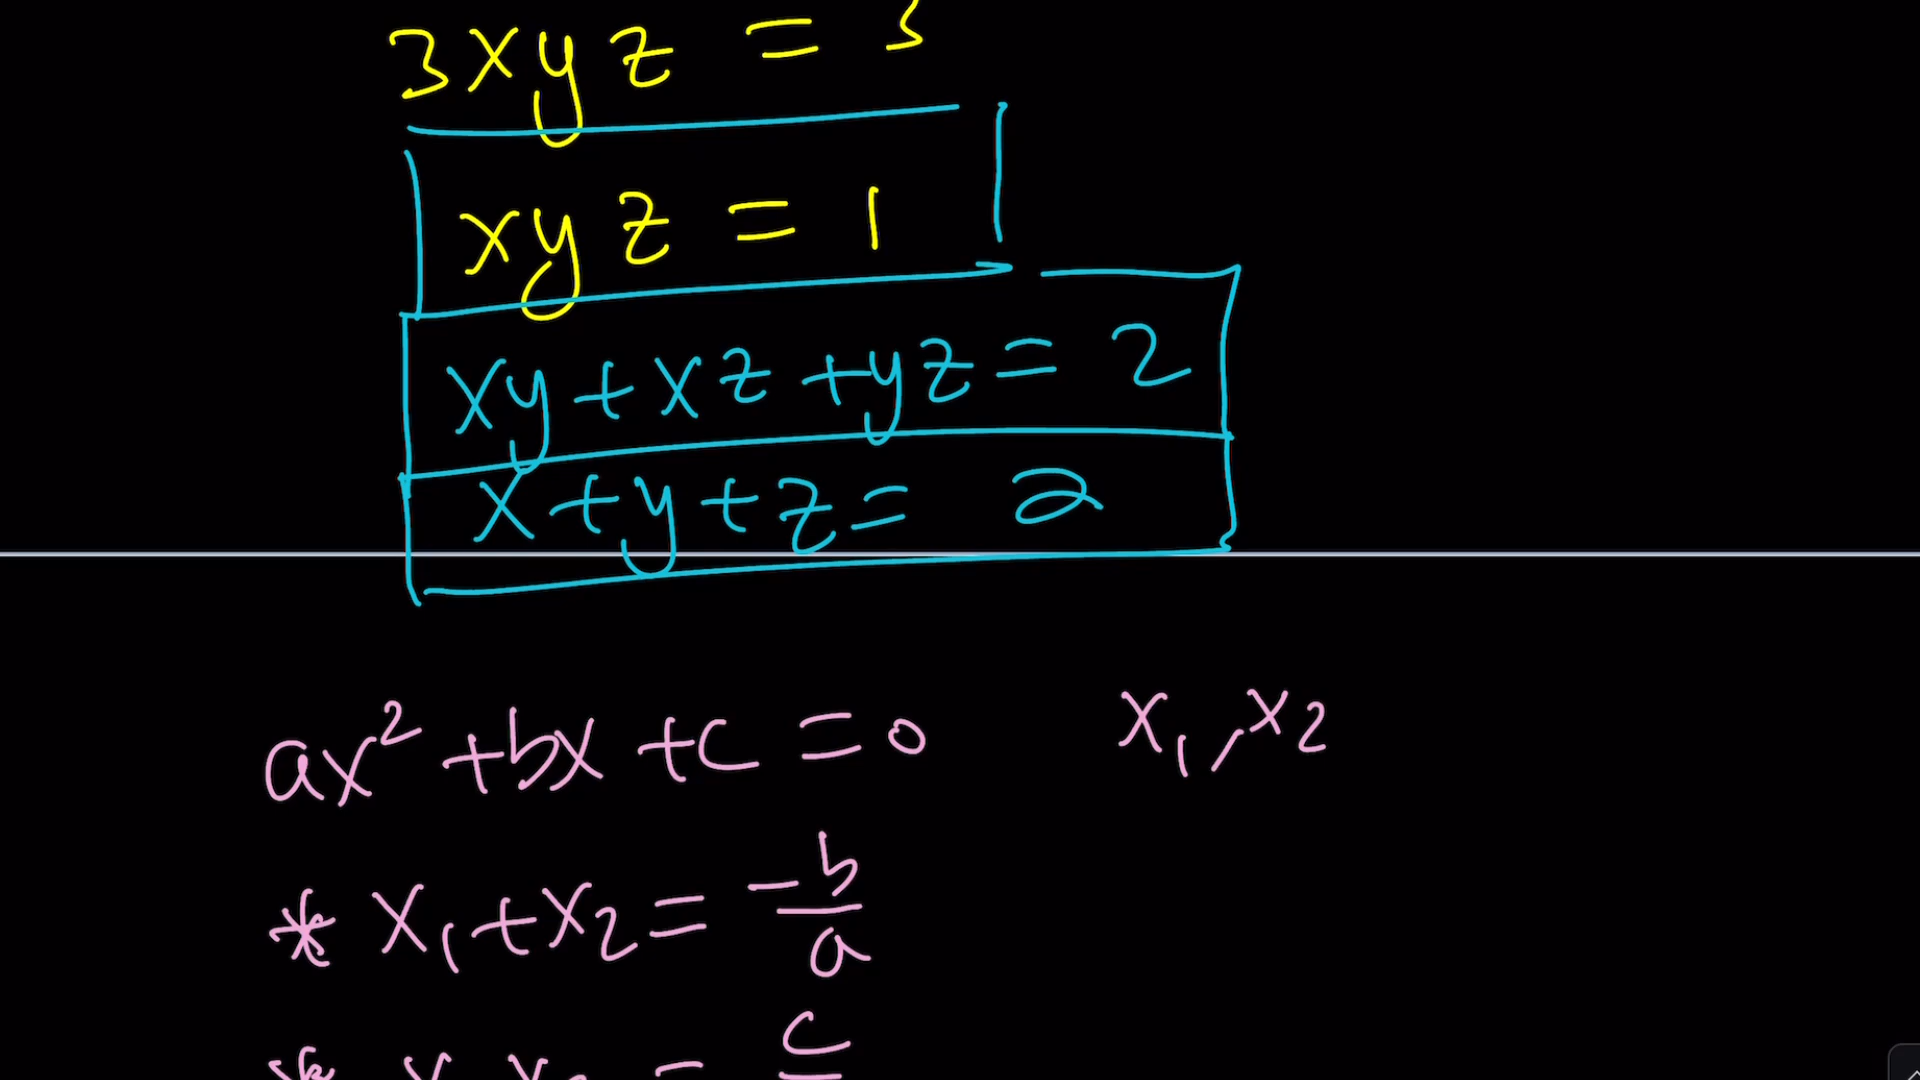 3xyz = 3
xyz = 1
xy + xz + yz = 2
x + y + z = 2
ax² + bx + c = 0 x₁, x₂
* x₁ + x₂ = -b/a